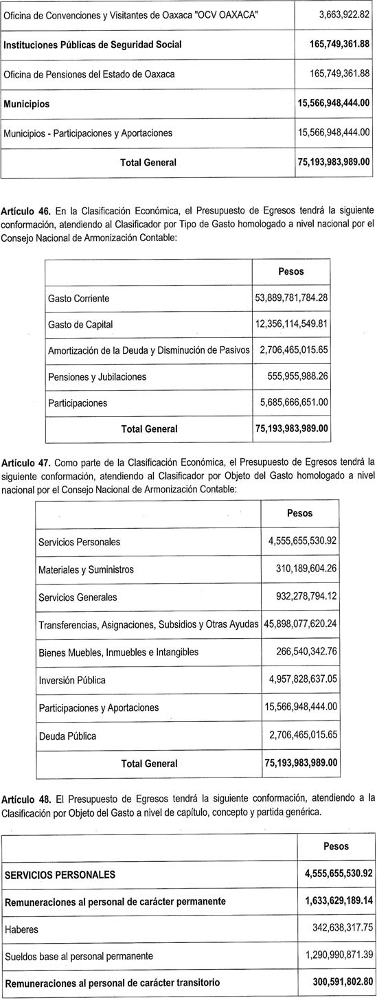 Oficina de Convenciones y Visitantes de Oaxaca "OCV OAXACA" 3,663,922.82
Instituciones Públicas de Seguridad Social 165,749,361.88
Oficina de Pensiones del Estado de Oaxaca 165,749,361.88
Municipios 15,566,948,444.00
Municipios - Participaciones y Aportaciones 15,566,948,444.00
Total General 75,193,983,989.00
Artículo 46. En la Clasificación Económica, el Presupuesto de Egresos tendrá la siguiente
conformación, atendiendo al Clasificador por Tipo de Gasto homologado a nivel nacional por el
Consejo Nacional de Armonización Contable:
Pesos
Gasto Corriente 53,889,781,784.28
Gasto de Capital 12,356,114,549.81
Amortización de la Deuda y Disminución de Pasivos 2,706,465,015.65
Pensiones y Jubilaciones 555,955,988.26
Participaciones 5,685,666,651.00
Total General 75,193,983,989.00
Artículo 47. Como parte de la Clasificación Económica, el Presupuesto de Egresos tendrá la
siguiente conformación, atendiendo al Clasificador por Objeto del Gasto homologado a nivel
nacional por el Consejo Nacional de Armonización Contable:
Pesos
Servicios Personales 4,555,655,530.92
Materiales y Suministros 310,189,604.26
Servicios Generales 932,278,794.12
Transferencias, Asignaciones, Subsidios y Otras Ayudas 45,898,077,620.24
Bienes Muebles, Inmuebles e Intangibles 266,540,342.76
Inversión Pública 4,957,828,637.05
Participaciones y Aportaciones 15,566,948,444.00
Deuda Pública 2,706,465,015.65
Total General 75,193,983,989.00
Artículo 48. El Presupuesto de Egresos tendrá la siguiente conformación, atendiendo a la
Clasificación por Objeto del Gasto a nivel de capítulo, concepto y partida genérica.
Pesos
SERVICIOS PERSONALES 4,555,655,530.92
Remuneraciones al personal de carácter permanente 1,633,629,189.14
Haberes 342,638,317.75
Sueldos base al personal permanente 1,290,990,871.39
Remuneraciones al personal de carácter transitorio 300,591,802.80